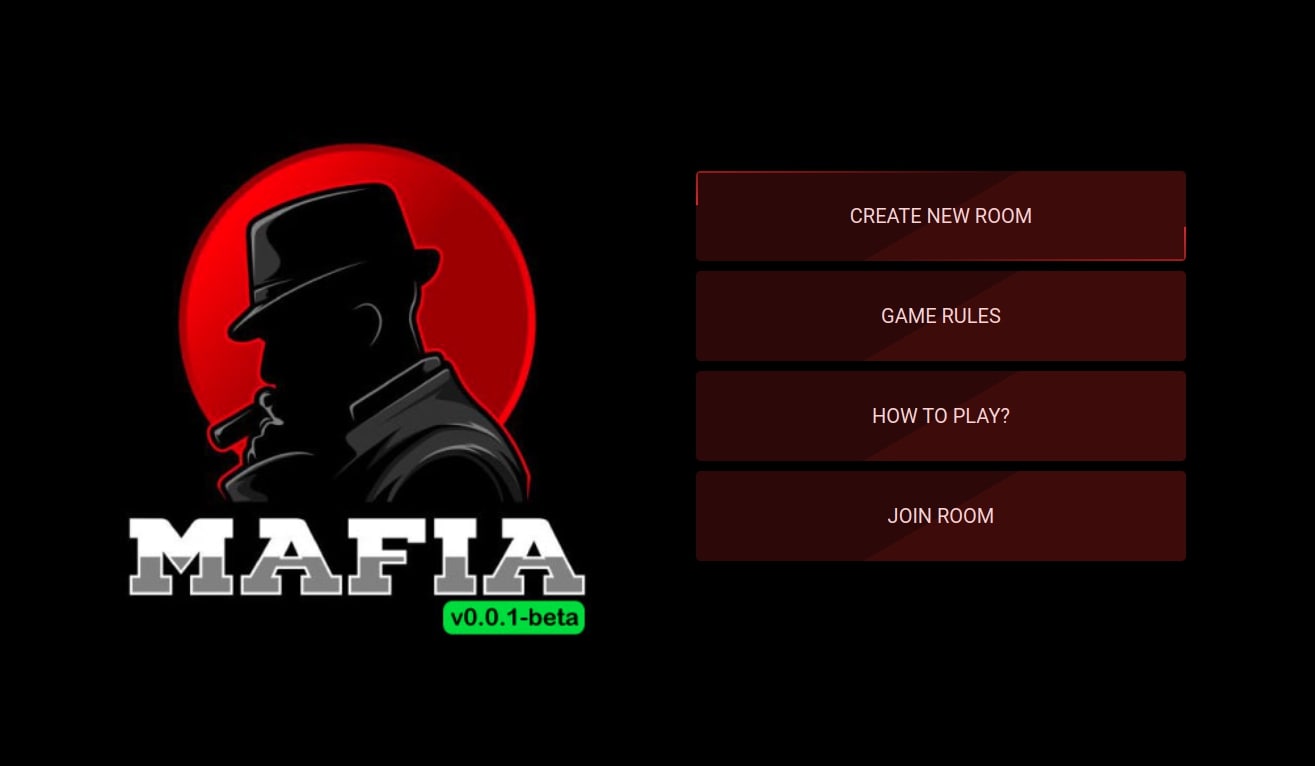 MAFIA
v0.0.1-beta
CREATE NEW ROOM
GAME RULES
HOW TO PLAY?
JOIN ROOM